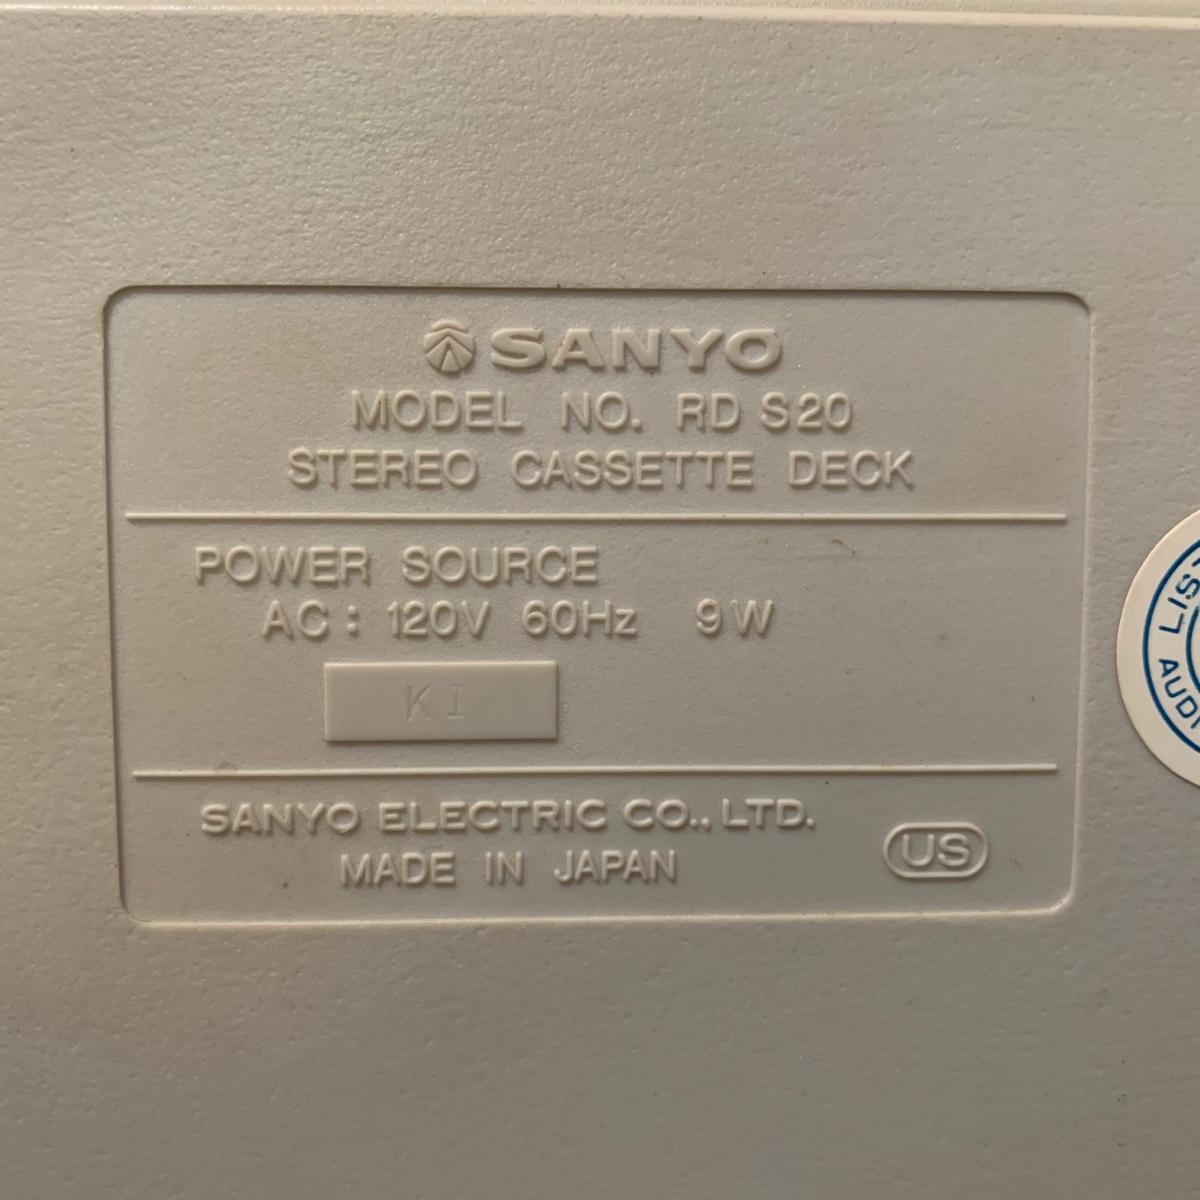 SANYO
MODEL NO. RD S20
STEREO CASSETTE DECK
POWER SOURCE
AC: 120V 60Hz 9W
KI
SANYO ELECTRIC CO., LTD.
MADE IN JAPAN
US